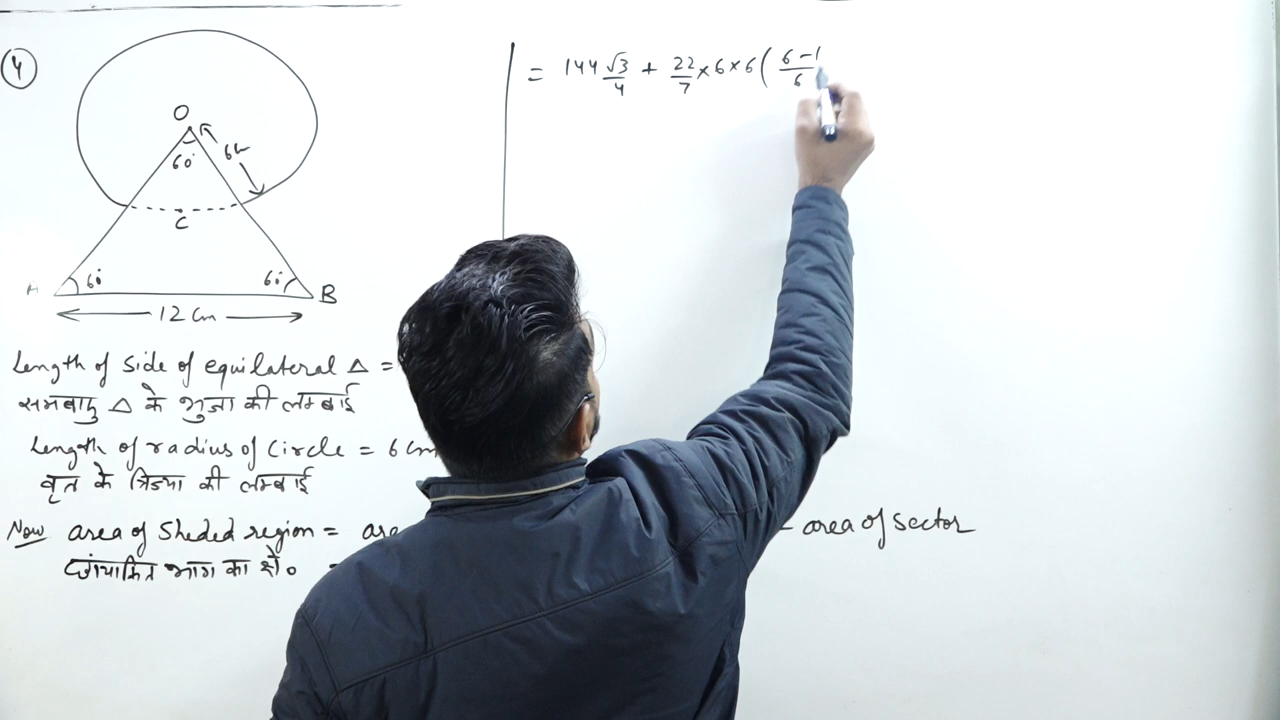 4
O
60°
C
A
60°
60°
B
12 cm
Length of Side of equilateral △ =
समबाहु △ के भुजा की लम्बाई
Length of radius of Circle = 6 cm
वृत के त्रिज्या की लम्बाई
Now area of Sheded region = are
छायांकित भाग का क्षे० =
- area of Sector
= 144 √3/4 + 22/7 × 6 × 6 ( 6 - 1/6